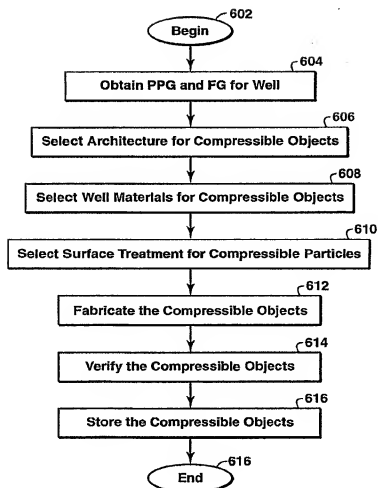 602
Begin
604
Obtain PPG and FG for Well
606
Select Architecture for Compressible Objects
608
Select Well Materials for Compressible Objects
610
Select Surface Treatment for Compressible Particles
612
Fabricate the Compressible Objects
614
Verify the Compressible Objects
616
Store the Compressible Objects
616
End